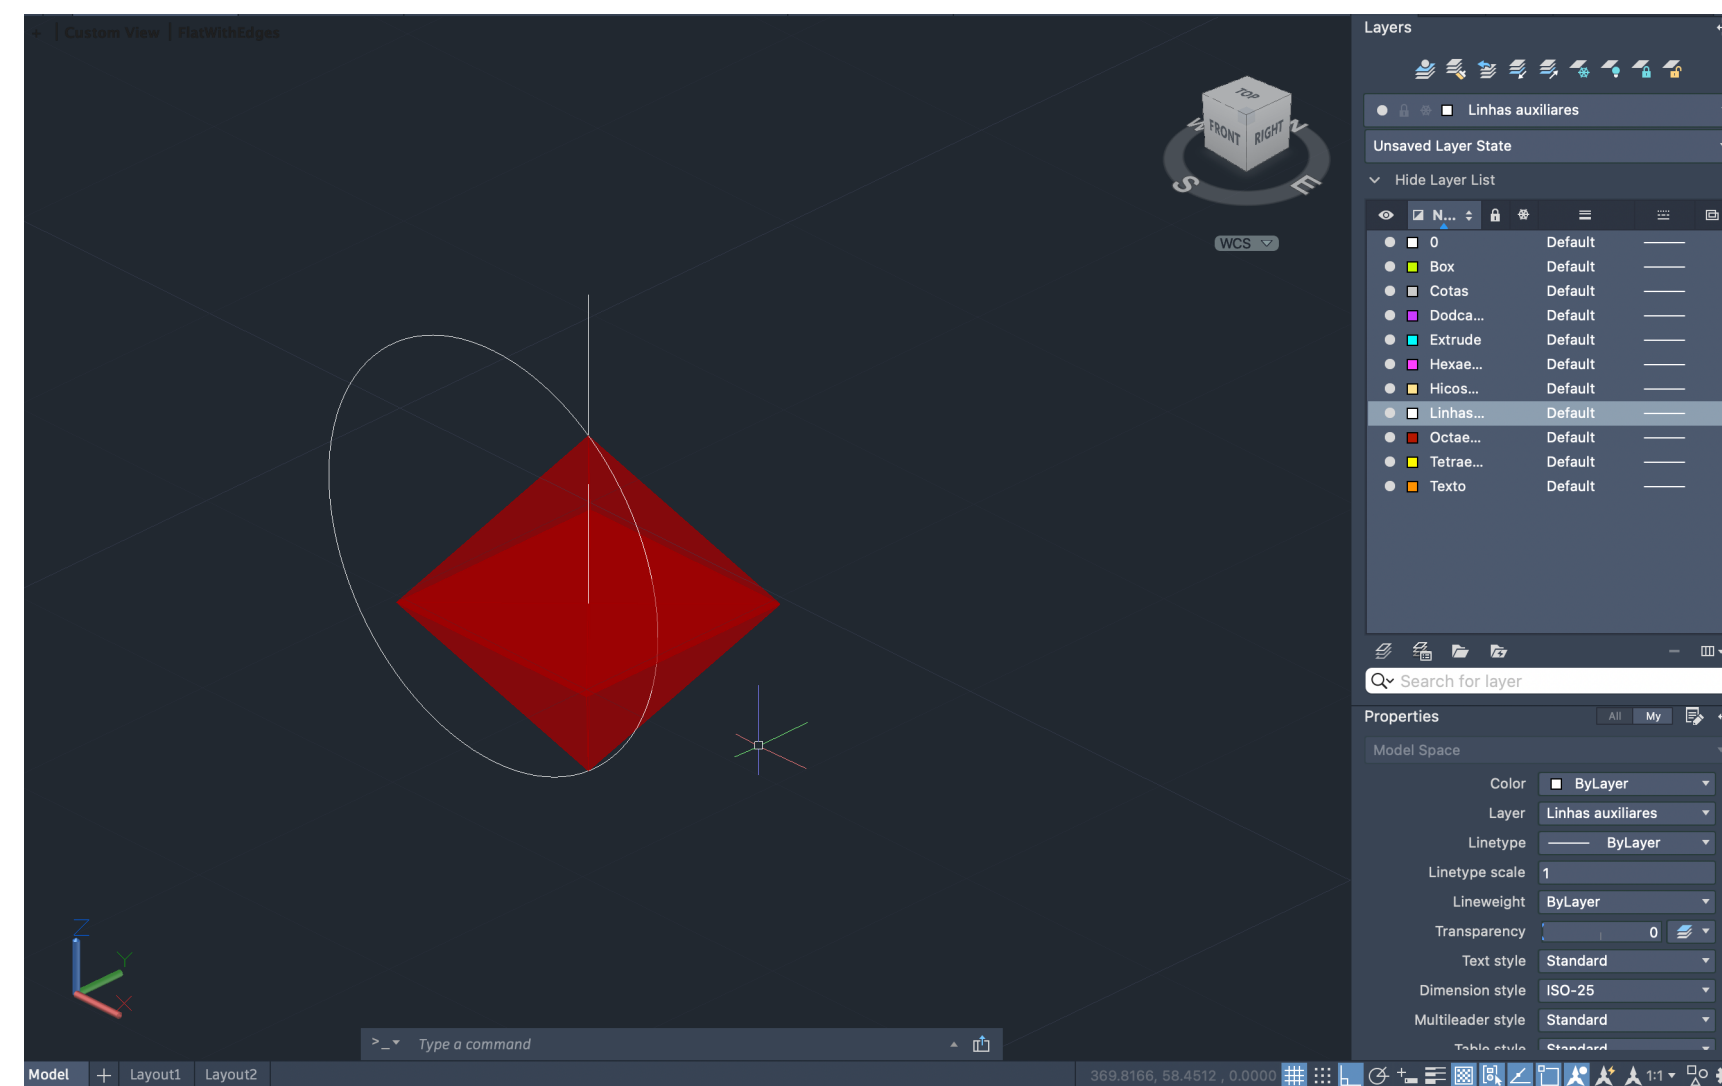 + | Custom View | FlatWithEdges
TOP
FRONT
RIGHT
W
N
S
E
WCS
Z
Y
X
>_ Type a command
Model + Layout1 Layout2
369.8166, 58.4512 , 0.0000
1:1
Layers
Linhas auxiliares
Unsaved Layer State
Hide Layer List
N...
0 Default
Box Default
Cotas Default
Dodca... Default
Extrude Default
Hexae... Default
Hicos... Default
Linhas... Default
Octae... Default
Tetrae... Default
Texto Default
Search for layer
Properties All My
Model Space
Color ByLayer
Layer Linhas auxiliares
Linetype ByLayer
Linetype scale 1
Lineweight ByLayer
Transparency 0
Text style Standard
Dimension style ISO-25
Multileader style Standard
Table style Standard